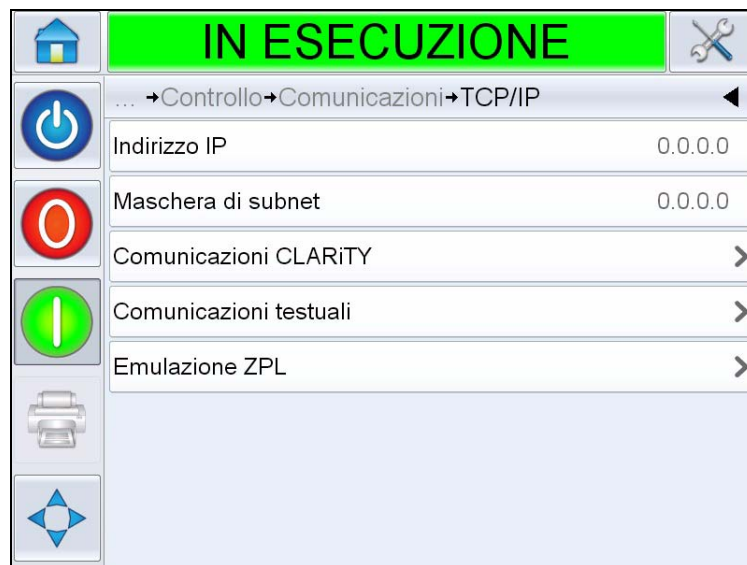 IN ESECUZIONE
... →Controllo→Comunicazioni→TCP/IP
Indirizzo IP 0.0.0.0
Maschera di subnet 0.0.0.0
Comunicazioni CLARiTY
Comunicazioni testuali
Emulazione ZPL